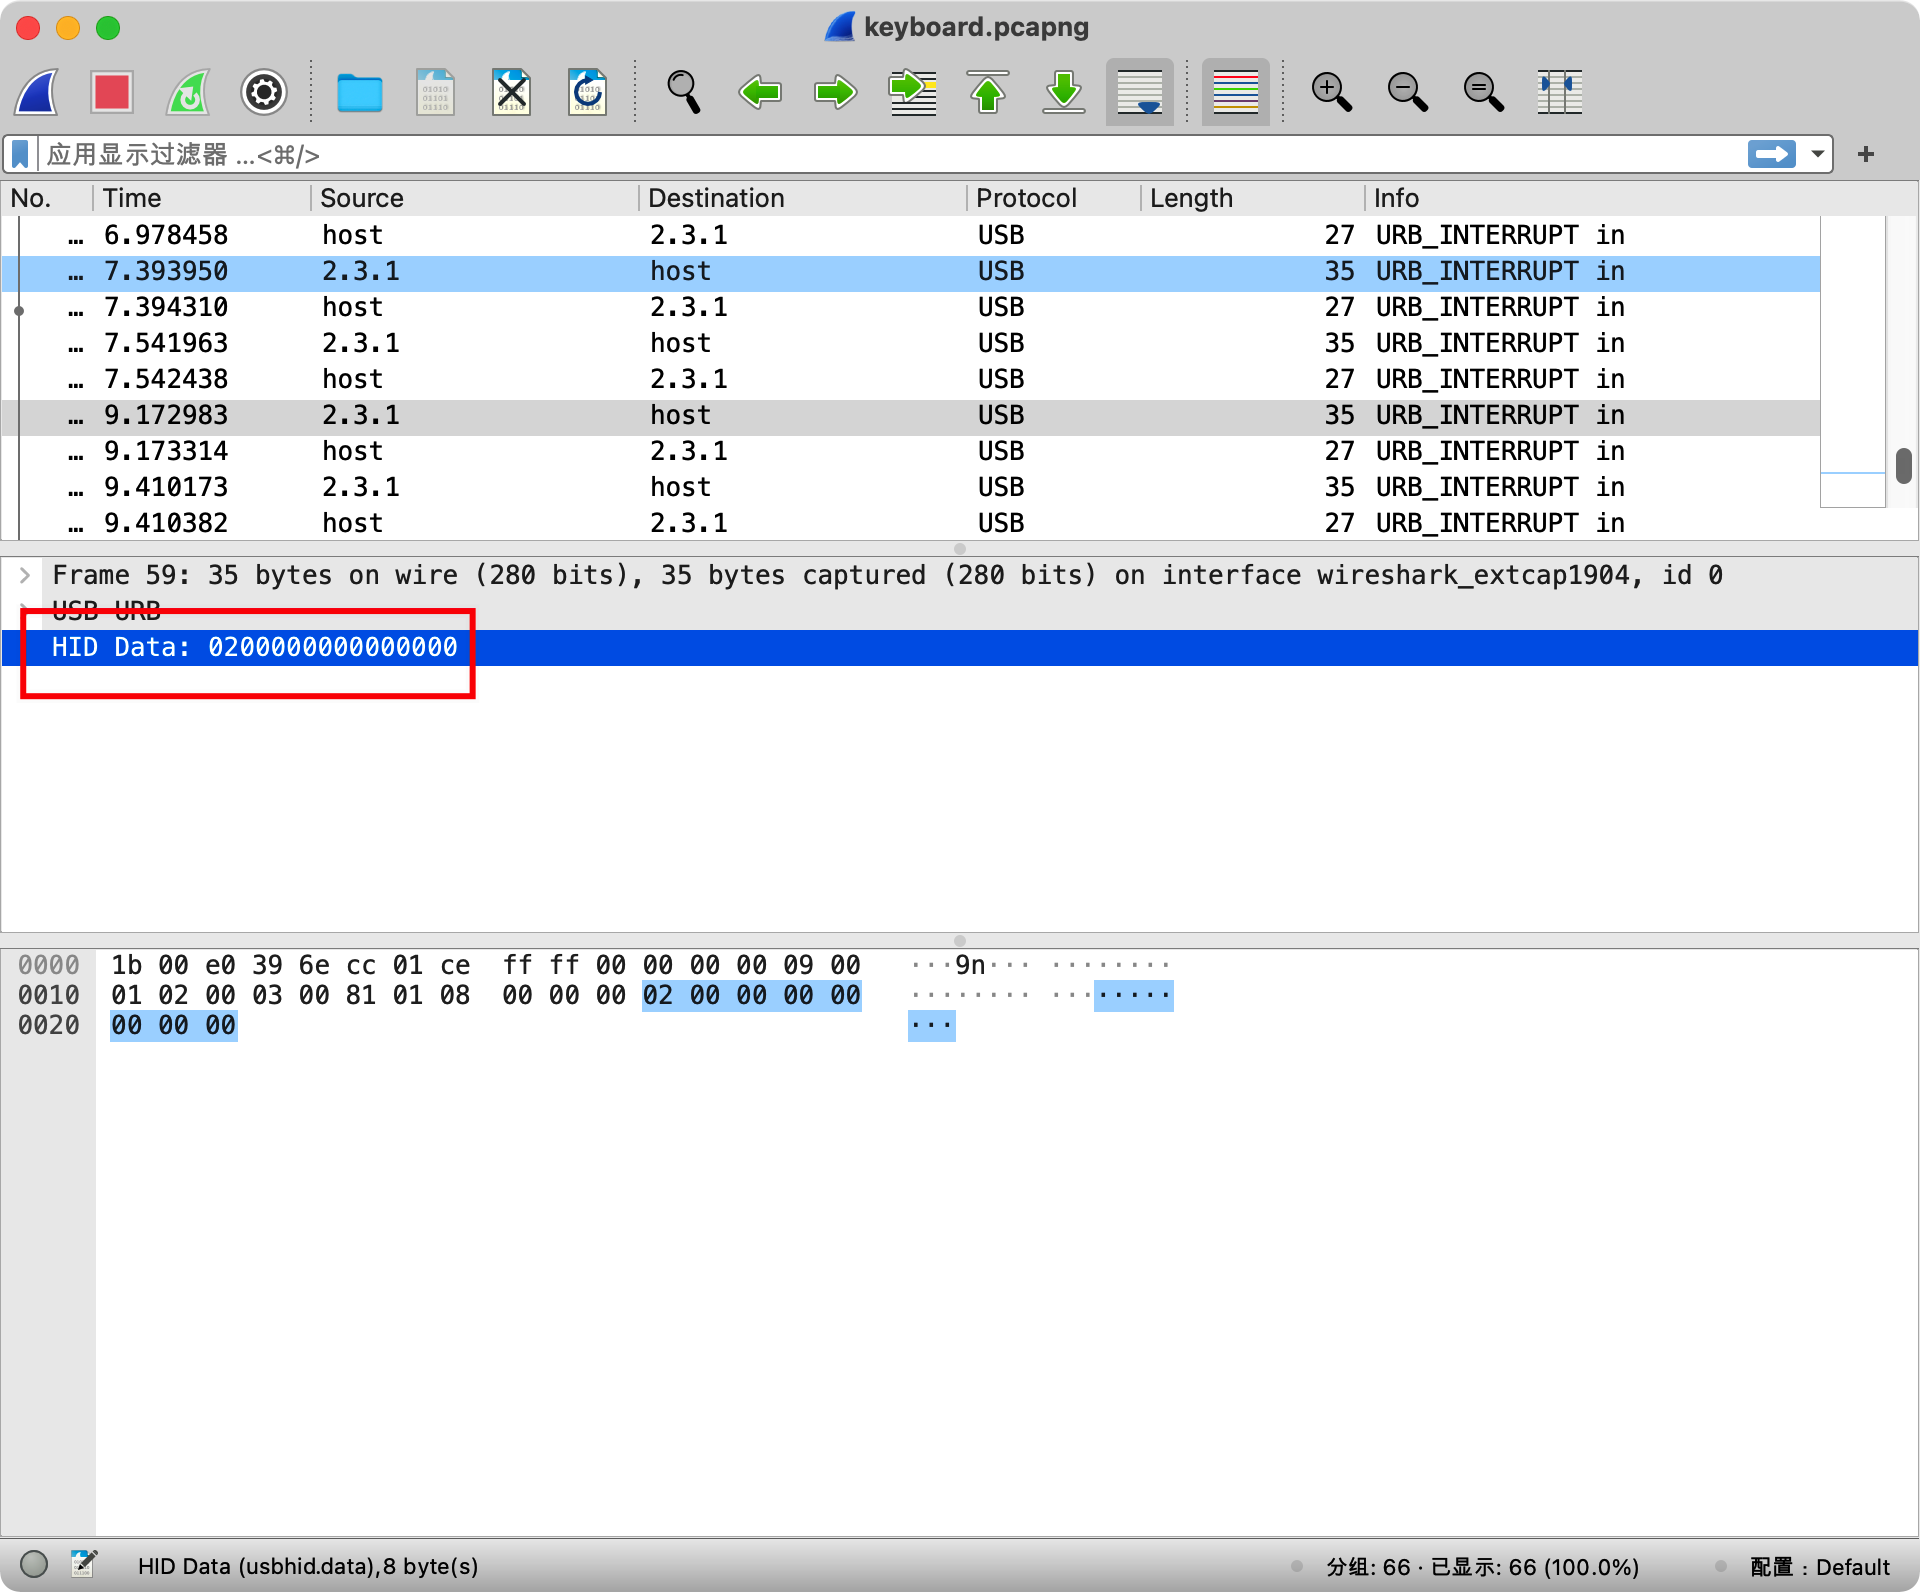 keyboard.pcapng
应用显示过滤器 ...<⌘/>
No. Time Source Destination Protocol Length Info
… 6.978458 host 2.3.1 USB 27 URB_INTERRUPT in
… 7.393950 2.3.1 host USB 35 URB_INTERRUPT in
… 7.394310 host 2.3.1 USB 27 URB_INTERRUPT in
… 7.541963 2.3.1 host USB 35 URB_INTERRUPT in
… 7.542438 host 2.3.1 USB 27 URB_INTERRUPT in
… 9.172983 2.3.1 host USB 35 URB_INTERRUPT in
… 9.173314 host 2.3.1 USB 27 URB_INTERRUPT in
… 9.410173 2.3.1 host USB 35 URB_INTERRUPT in
… 9.410382 host 2.3.1 USB 27 URB_INTERRUPT in
Frame 59: 35 bytes on wire (280 bits), 35 bytes captured (280 bits) on interface wireshark_extcap1904, id 0
USB URB
HID Data: 0200000000000000
0000 1b 00 e0 39 6e cc 01 ce ff ff 00 00 00 00 09 00 ···9n··· ········
0010 01 02 00 03 00 81 01 08 00 00 00 02 00 00 00 00 ········ ········
0020 00 00 00 ···
HID Data (usbhid.data),8 byte(s) 分组: 66 · 已显示: 66 (100.0%) 配置：Default